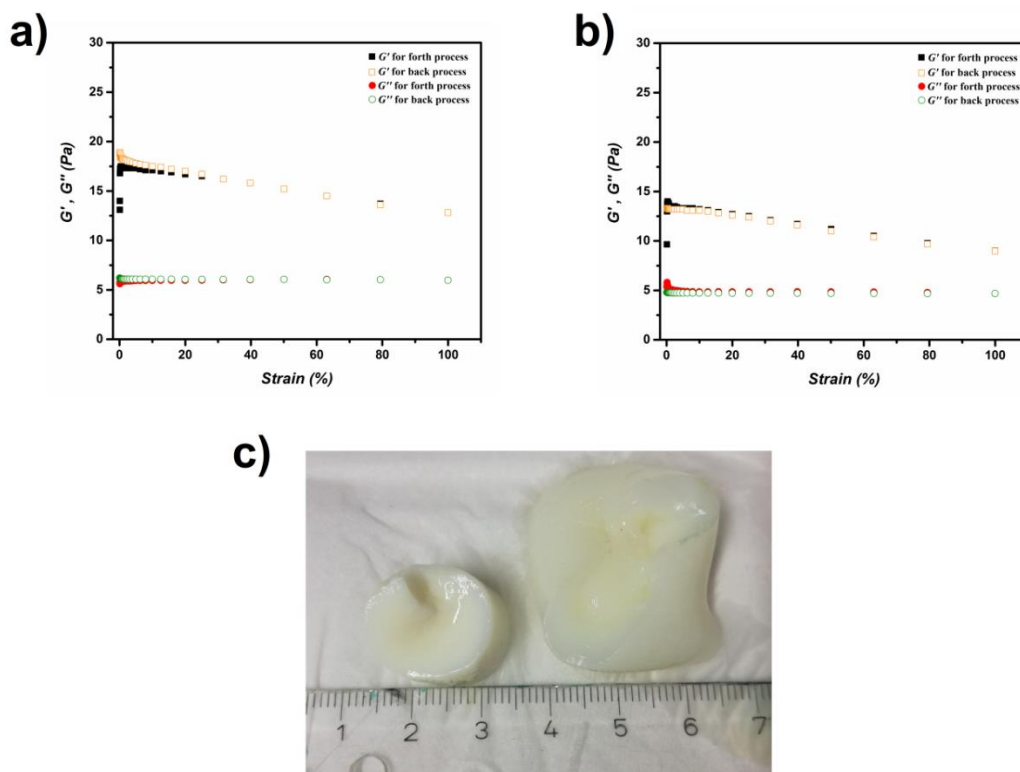 a)
30
25
20
15
10
5
0
G' , G'' (Pa)
G' for forth process
G' for back process
G'' for forth process
G'' for back process
0 20 40 60 80 100
Strain (%)
b)
30
25
20
15
10
5
0
G' , G'' (Pa)
G' for forth process
G' for back process
G'' for forth process
G'' for back process
0 20 40 60 80 100
Strain (%)
c)
1 2 3 4 5 6 7